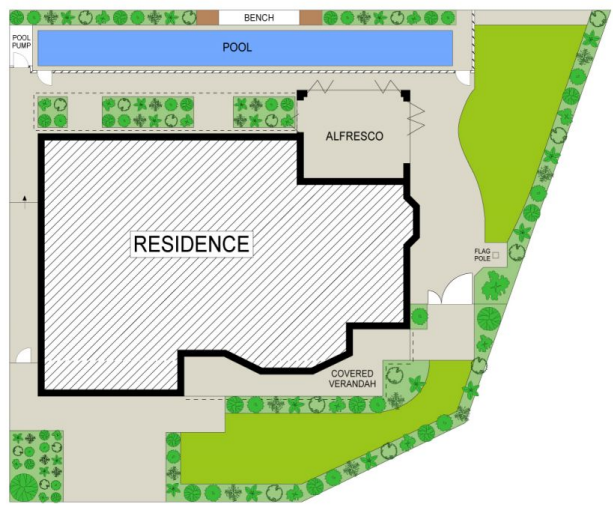 BENCH
POOL
PUMP
POOL
ALFRESCO
RESIDENCE
FLAG
POLE
COVERED
VERANDAH